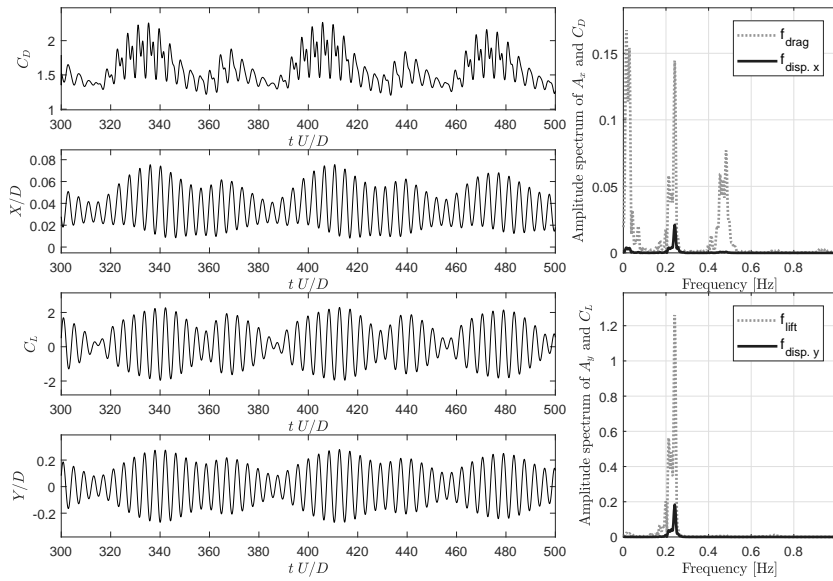 C_D
2
1.5
1
300 320 340 360 380 400 420 440 460 480 500
t U/D
X/D
0.08
0.06
0.04
0.02
0
300 320 340 360 380 400 420 440 460 480 500
t U/D
C_L
2
0
-2
300 320 340 360 380 400 420 440 460 480 500
t U/D
Y/D
0.2
-0.2
300 320 340 360 380 400 420 440 460 480 500
t U/D
Amplitude spectrum of A_x and C_D
0.15
0.1
0.05
0
f_drag
f_disp. x
0 0.2 0.4 0.6 0.8
Frequency [Hz]
Amplitude spectrum of A_y and C_L
1.2
1
0.8
0.6
0.4
0.2
0
f_lift
f_disp. y
0 0.2 0.4 0.6 0.8
Frequency [Hz]